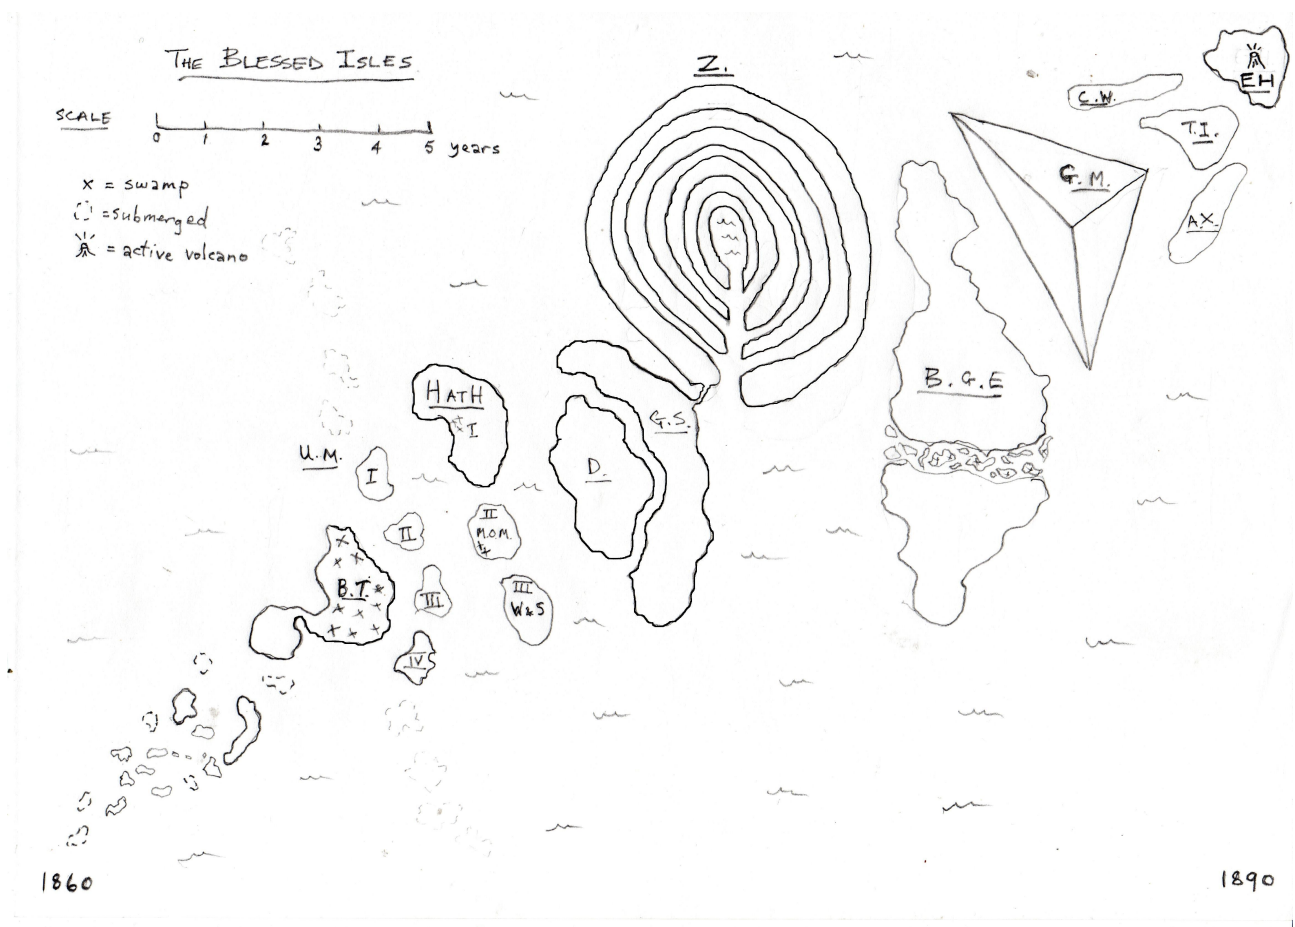 THE BLESSED ISLES
SCALE
0 1 2 3 4 5 years
x = swamp
= submerged
= active volcano
Z.
EH
C.W.
T.I.
G.M.
AX.
B.G.E
HATH
I
G.S.
D.
U.M.
I
II
II
M.O.M.
B.T.
III
III
W&S
IV
1860
1890